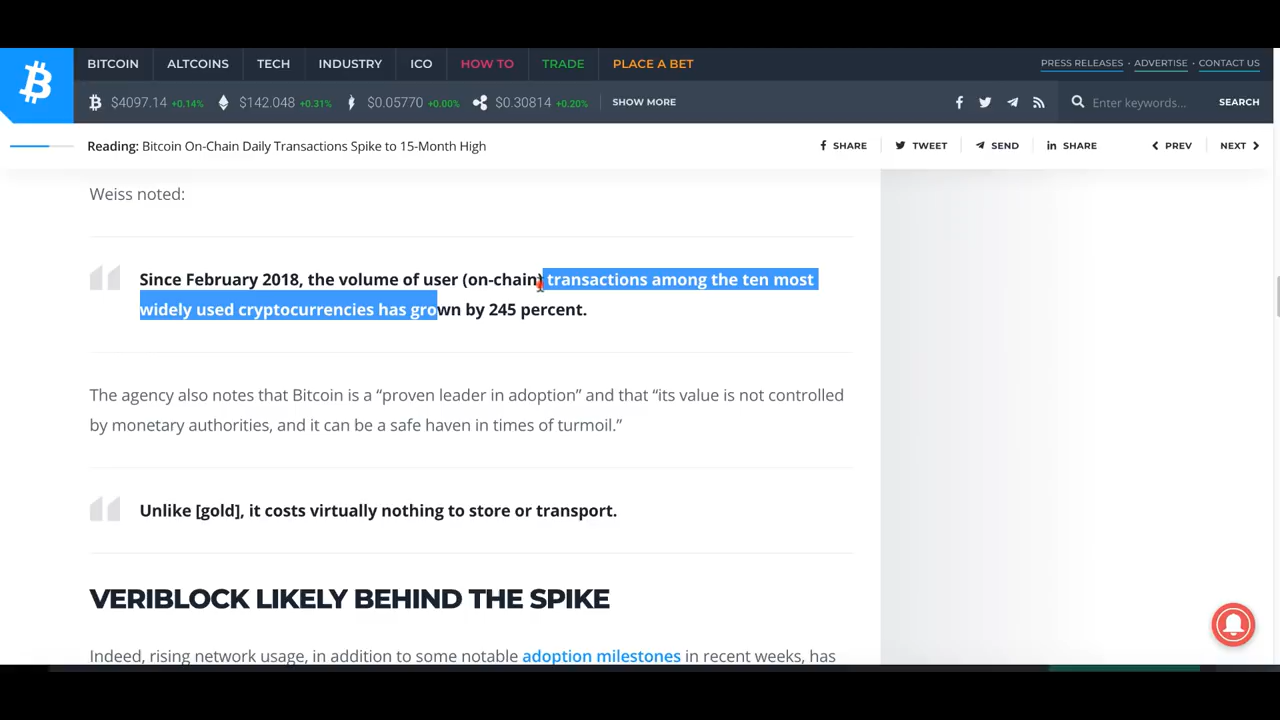 BITCOIN ALTCOINS TECH INDUSTRY ICO HOW TO TRADE PLACE A BET PRESS RELEASES · ADVERTISE · CONTACT US
$4097.14 +0.14% $142.048 +0.31% $0.05770 +0.00% $0.30814 +0.20% SHOW MORE Enter keywords... SEARCH
Reading: Bitcoin On-Chain Daily Transactions Spike to 15-Month High SHARE TWEET SEND SHARE PREV NEXT
Weiss noted:
Since February 2018, the volume of user (on-chain) transactions among the ten most
widely used cryptocurrencies has grown by 245 percent.
The agency also notes that Bitcoin is a “proven leader in adoption” and that “its value is not controlled
by monetary authorities, and it can be a safe haven in times of turmoil.”
Unlike [gold], it costs virtually nothing to store or transport.
VERIBLOCK LIKELY BEHIND THE SPIKE
Indeed, rising network usage, in addition to some notable adoption milestones in recent weeks, has